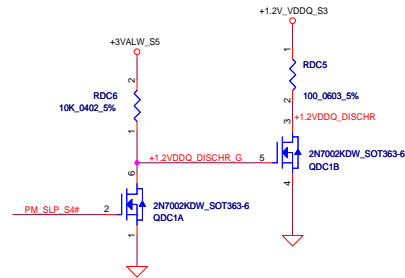 +1.2V_VDDQ_S3
+3VALW_S5
1
2
RDC5
RDC6
10K_0402_5%
100_0603_5%
2
1
3
+1.2VDDQ_DISCHR
+1.2VDDQ_DISCHR_G
5
2N7002KDW_SOT363-6
QDC1B
6
4
PM_SLP_S4#
2
2N7002KDW_SOT363-6
QDC1A
1